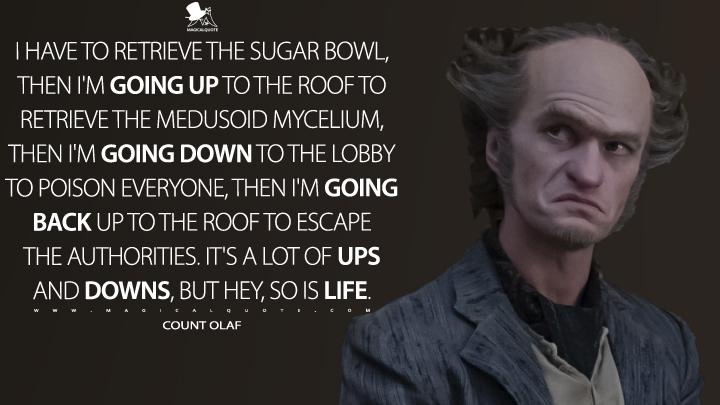 MAGICALQUOTE
I HAVE TO RETRIEVE THE SUGAR BOWL,
THEN I'M GOING UP TO THE ROOF TO
RETRIEVE THE MEDUSOID MYCELIUM,
THEN I'M GOING DOWN TO THE LOBBY
TO POISON EVERYONE, THEN I'M GOING
BACK UP TO THE ROOF TO ESCAPE
THE AUTHORITIES. IT'S A LOT OF UPS
AND DOWNS, BUT HEY, SO IS LIFE.
WWW.MAGICALQUOTE.COM
COUNT OLAF